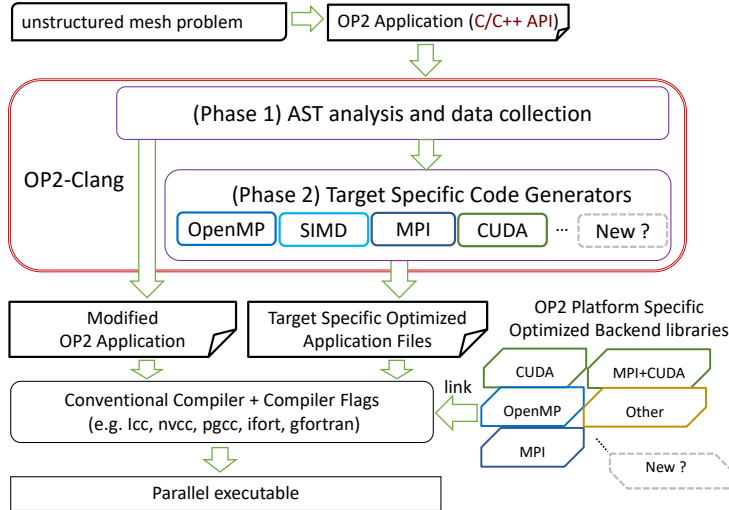 unstructured mesh problem
OP2 Application (C/C++ API)
(Phase 1) AST analysis and data collection
OP2-Clang
(Phase 2) Target Specific Code Generators
OpenMP
SIMD
MPI
CUDA
...
New ?
Modified
OP2 Application
Target Specific Optimized
Application Files
OP2 Platform Specific
Optimized Backend libraries
CUDA
MPI+CUDA
link
OpenMP
Other
MPI
New ?
Conventional Compiler + Compiler Flags
(e.g. Icc, nvcc, pgcc, ifort, gfortran)
Parallel executable